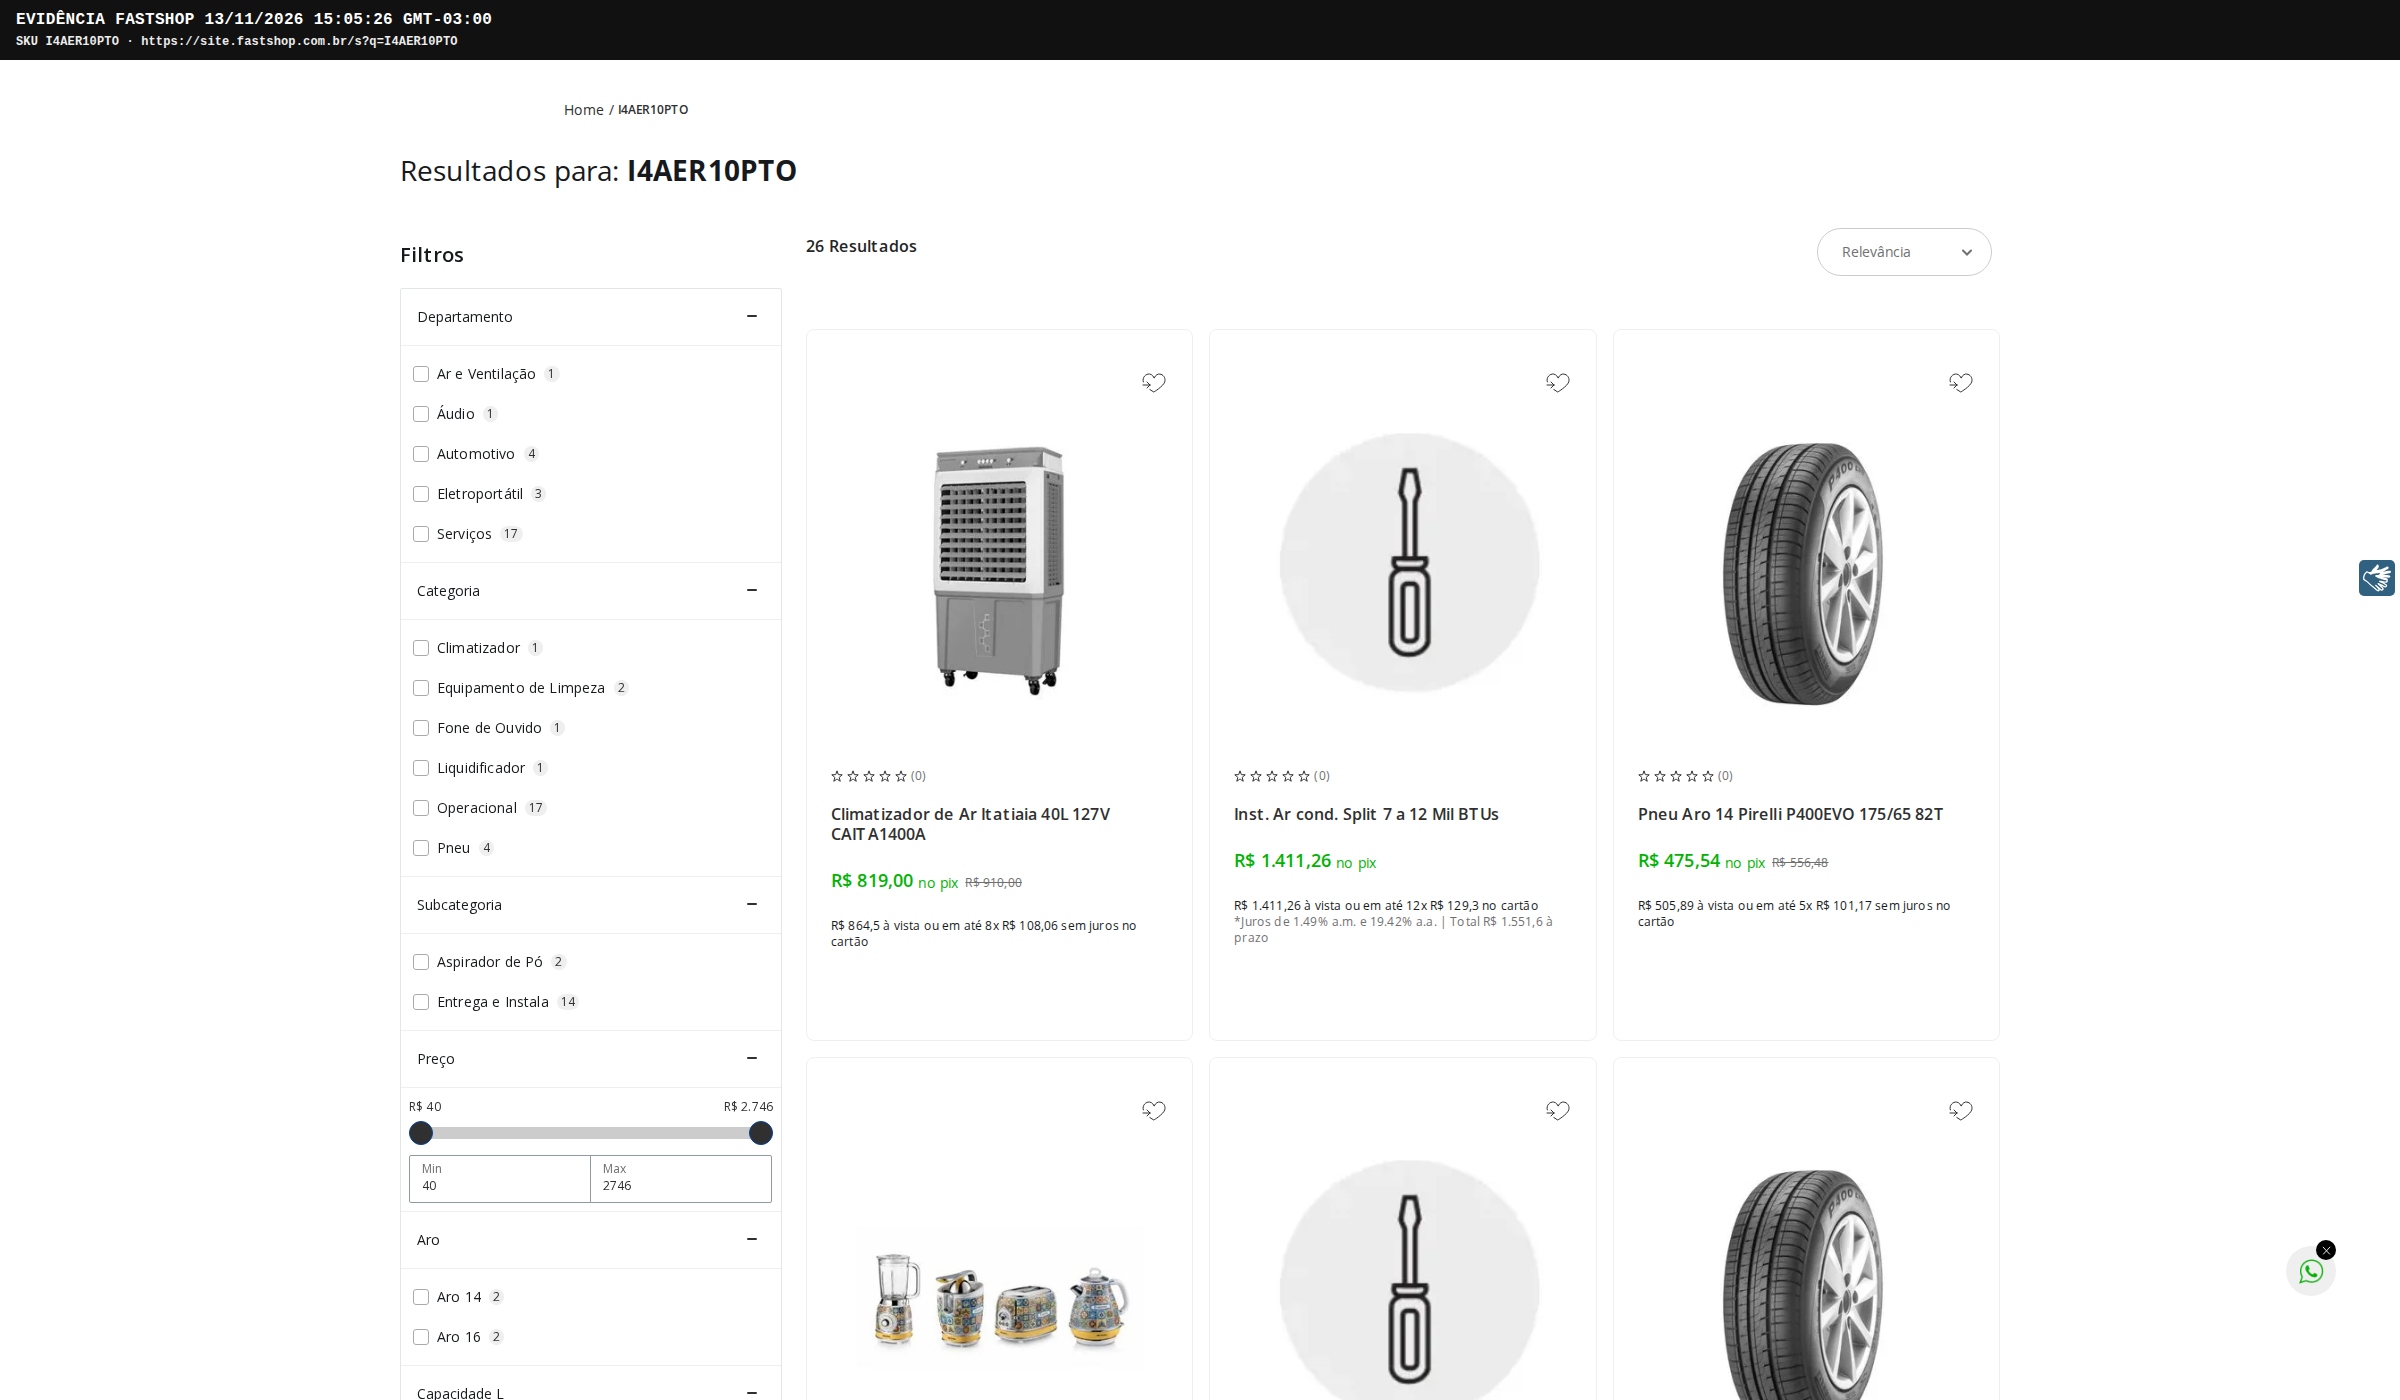 EVIDÊNCIA FASTSHOP 13/11/2026 15:05:26 GMT-03:00
SKU I4AER10PTO · https://site.fastshop.com.br/s?q=I4AER10PTO
Home / I4AER10PTO
Resultados para: I4AER10PTO
Filtros
26 Resultados
Relevância
Departamento
Ar e Ventilação 1
Áudio 1
Automotivo 4
Eletroportátil 3
Serviços 17
Categoria
Climatizador 1
Equipamento de Limpeza 2
Fone de Ouvido 1
Liquidificador 1
Operacional 17
Pneu 4
Subcategoria
Aspirador de Pó 2
Entrega e Instala 14
Preço
R$ 40 R$ 2.746
Min Max
40 2746
Aro
Aro 14 2
Aro 16 2
Capacidade L
(0)
Climatizador de Ar Itatiaia 40L 127V
CAITA1400A
R$ 819,00 no pix R$ 910,00
R$ 864,5 à vista ou em até 8x R$ 108,06 sem juros no
cartão
(0)
Inst. Ar cond. Split 7 a 12 Mil BTUs
R$ 1.411,26 no pix
R$ 1.411,26 à vista ou em até 12x R$ 129,3 no cartão
*Juros de 1.49% a.m. e 19.42% a.a. | Total R$ 1.551,6 à
prazo
P400
(0)
Pneu Aro 14 Pirelli P400EVO 175/65 82T
R$ 475,54 no pix R$ 556,48
R$ 505,89 à vista ou em até 5x R$ 101,17 sem juros no
cartão
P400